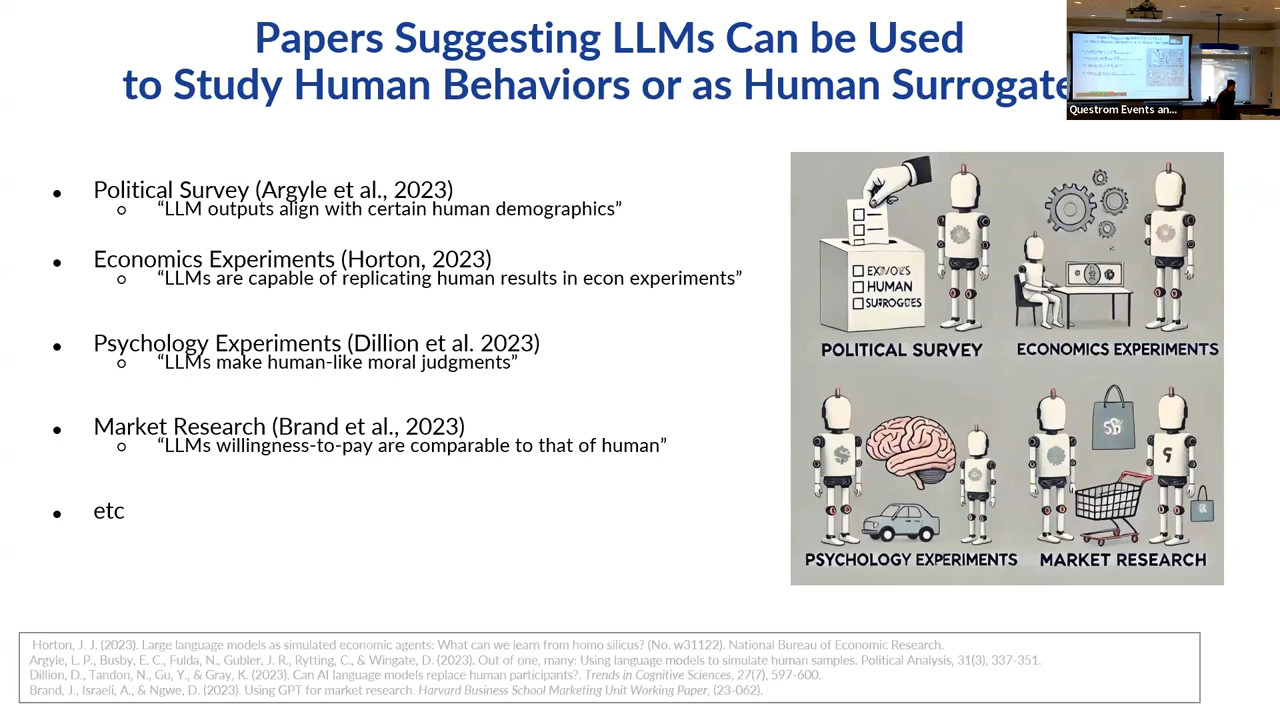 Papers Suggesting LLMs Can be Used
to Study Human Behaviors or as Human Surrogate
Questrom Events an...
● Political Survey (Argyle et al., 2023)
○ “LLM outputs align with certain human demographics”
● Economics Experiments (Horton, 2023)
○ “LLMs are capable of replicating human results in econ experiments”
● Psychology Experiments (Dillion et al. 2023)
○ “LLMs make human-like moral judgments”
● Market Research (Brand et al., 2023)
○ “LLMs willingness-to-pay are comparable to that of human”
● etc
HUMAN
POLITICAL SURVEY
ECONOMICS EXPERIMENTS
PSYCHOLOGY EXPERIMENTS
MARKET RESEARCH
Horton, J. J. (2023). Large language models as simulated economic agents: What can we learn from homo silicus? (No. w31122). National Bureau of Economic Research.
Argyle, L. P., Busby, E. C., Fulda, N., Gubler, J. R., Rytting, C., & Wingate, D. (2023). Out of one, many: Using language models to simulate human samples. Political Analysis, 31(3), 337-351.
Dillion, D., Tandon, N., Gu, Y., & Gray, K. (2023). Can AI language models replace human participants?. Trends in Cognitive Sciences, 27(7), 597-600.
Brand, J., Israeli, A., & Ngwe, D. (2023). Using GPT for market research. Harvard Business School Marketing Unit Working Paper, (23-062).